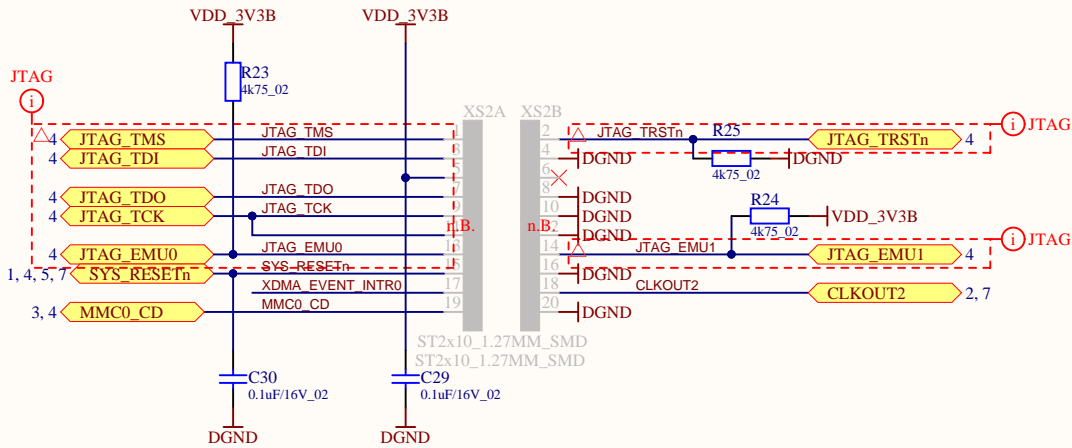 VDD_3V3B
VDD_3V3B
R23
4k75_02
JTAG
i
XS2A
XS2B
4 JTAG_TMS JTAG_TMS 1
4 JTAG_TDI JTAG_TDI 3
5
4 JTAG_TDO JTAG_TDO 7
4 JTAG_TCK JTAG_TCK 9
n.B.
4 JTAG_EMU0 JTAG_EMU0 13
1, 4, 5, 7 SYS_RESETn SYS_RESETn 15
XDMA_EVENT_INTR0 17
3, 4 MMC0_CD MMC0_CD 19
2 JTAG_TRSTn R25 JTAG_TRSTn 4
i JTAG
4 DGND
4k75_02 DGND
6
8 DGND
10 DGND
R24
4k75_02 VDD_3V3B
n.B. 12 DGND
14 JTAG_EMU1 JTAG_EMU1 4
i JTAG
16 DGND
18 CLKOUT2 CLKOUT2 2, 7
20 DGND
ST2x10_1.27MM_SMD
ST2x10_1.27MM_SMD
C30
0.1uF/16V_02
C29
0.1uF/16V_02
DGND
DGND